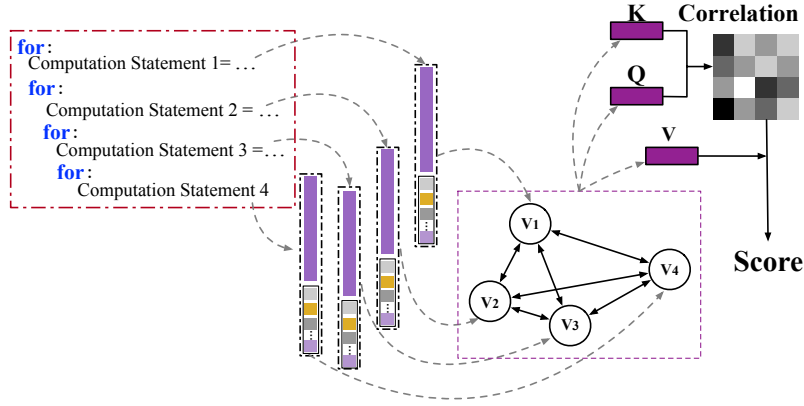 for:
Computation Statement 1= ...
for:
Computation Statement 2 = ...
for:
Computation Statement 3 =...
for:
Computation Statement 4
K
Q
V
Correlation
Score
V1
V2
V3
V4